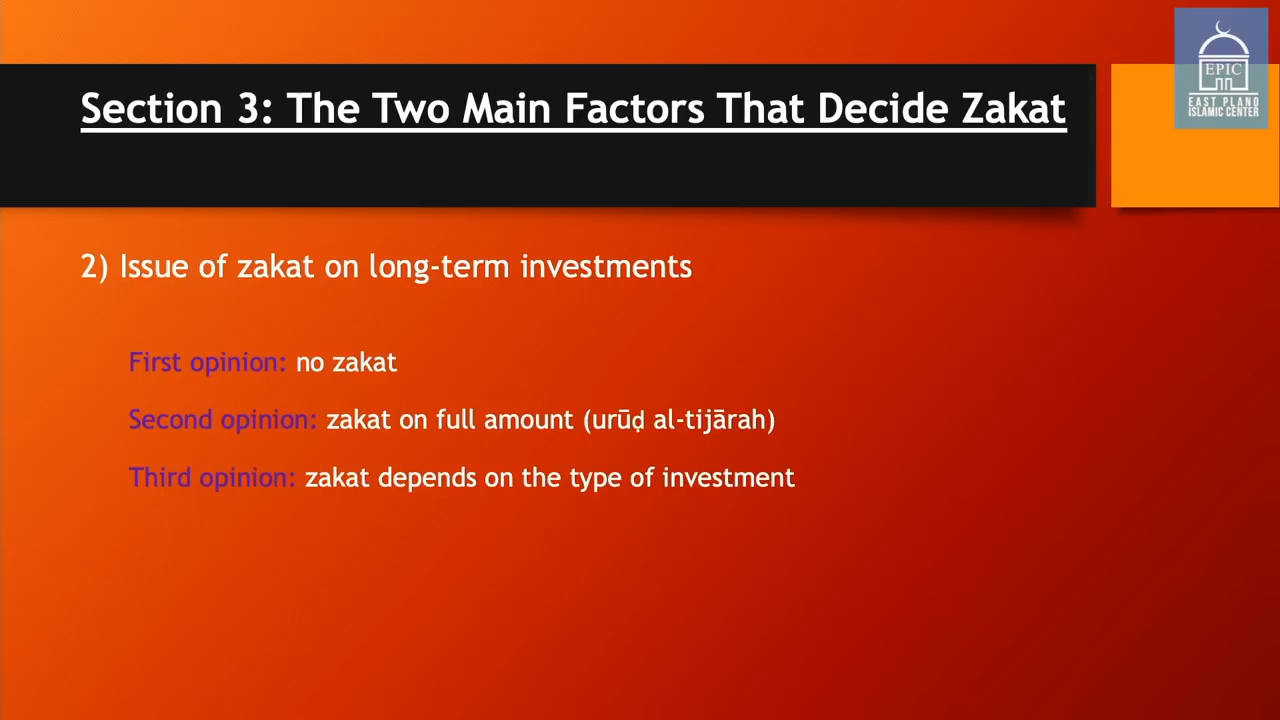 EPIC
EAST PLANO
ISLAMIC CENTER
Section 3: The Two Main Factors That Decide Zakat
2) Issue of zakat on long-term investments
First opinion: no zakat
Second opinion: zakat on full amount (urūḍ al-tijārah)
Third opinion: zakat depends on the type of investment